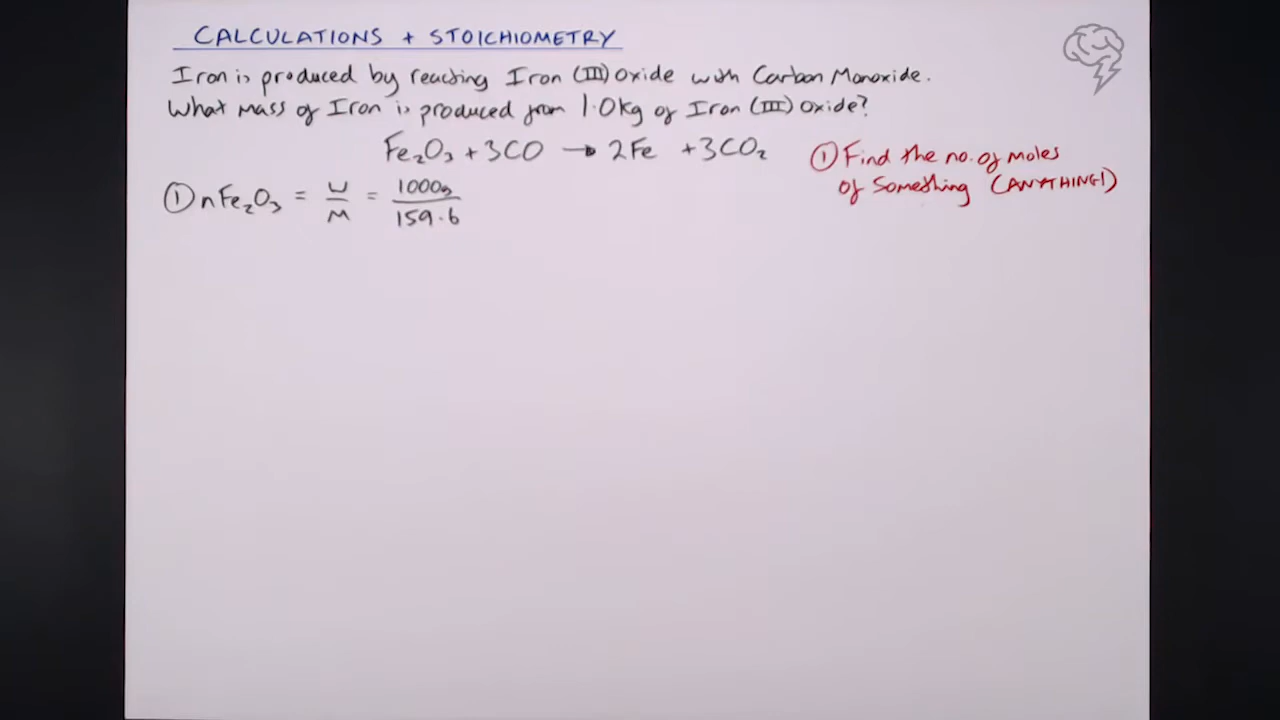 CALCULATIONS + STOICHIOMETRY
Iron is produced by reacting Iron (III) Oxide with Carbon Monoxide.
What mass of Iron is produced from 1.0kg of Iron (III) Oxide?
Fe₂O₃ + 3CO → 2Fe + 3CO₂
① Find the no. of moles
of Something (ANYTHING!)
① nFe₂O₃ = w/M = 1000g/159.6